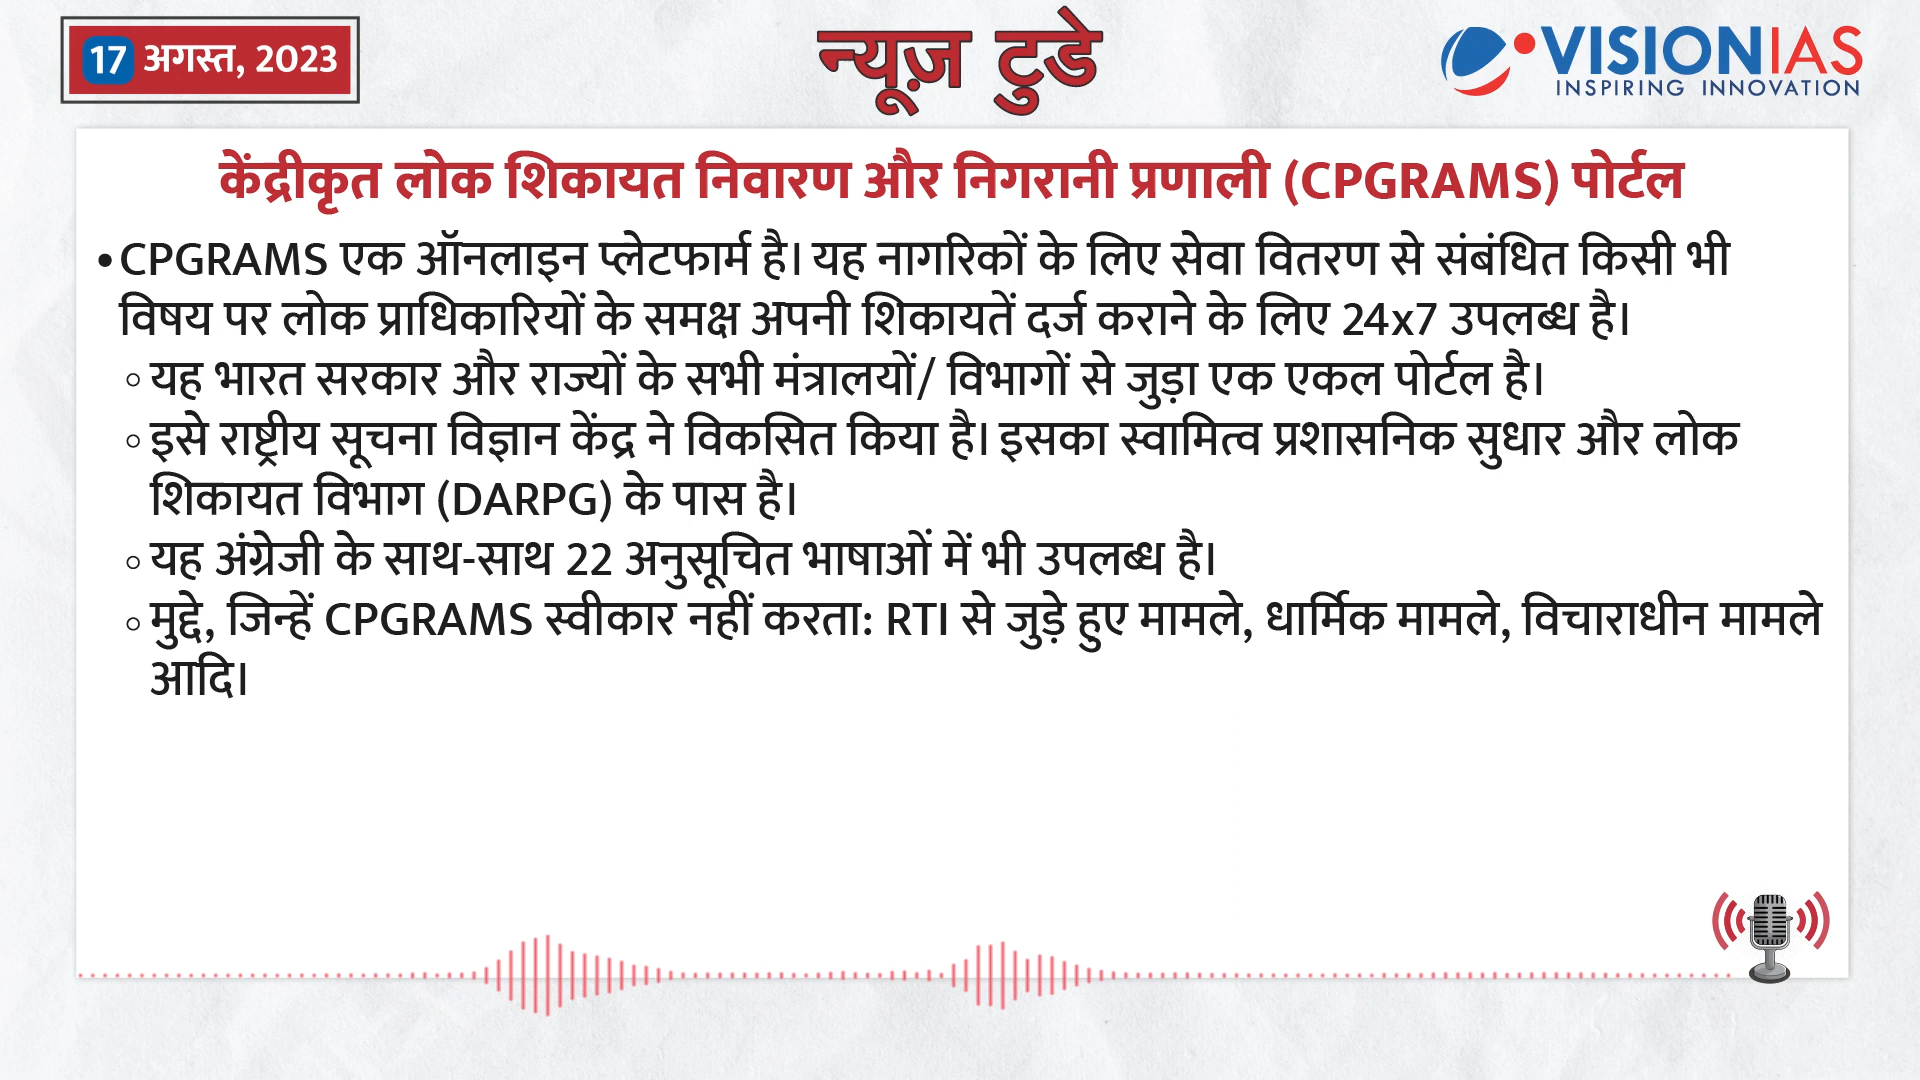 17 अगस्त, 2023
न्यूज़ टुडे
VISIONIAS
INSPIRING INNOVATION
केंद्रीकृत लोक शिकायत निवारण और निगरानी प्रणाली (CPGRAMS) पोर्टल
•CPGRAMS एक ऑनलाइन प्लेटफार्म है। यह नागरिकों के लिए सेवा वितरण से संबंधित किसी भी
विषय पर लोक प्राधिकारियों के समक्ष अपनी शिकायतें दर्ज कराने के लिए 24x7 उपलब्ध है।
◦ यह भारत सरकार और राज्यों के सभी मंत्रालयों/ विभागों से जुड़ा एक एकल पोर्टल है।
◦ इसे राष्ट्रीय सूचना विज्ञान केंद्र ने विकसित किया है। इसका स्वामित्व प्रशासनिक सुधार और लोक
शिकायत विभाग (DARPG) के पास है।
◦ यह अंग्रेजी के साथ-साथ 22 अनुसूचित भाषाओं में भी उपलब्ध है।
◦ मुद्दे, जिन्हें CPGRAMS स्वीकार नहीं करता: RTI से जुड़े हुए मामले, धार्मिक मामले, विचाराधीन मामले
आदि।